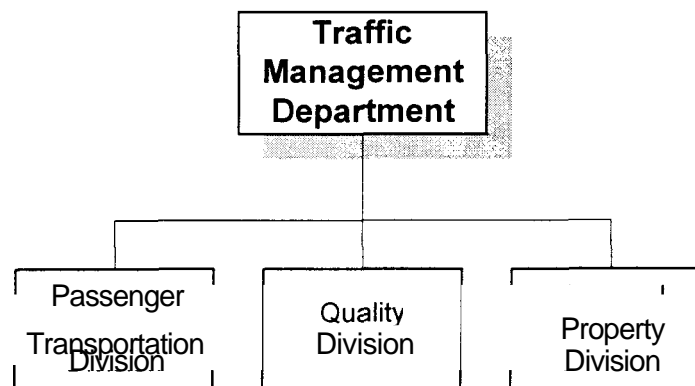 Traffic
Management
Department
Passenger
Transportation
Division
Quality
Division
Property
Division